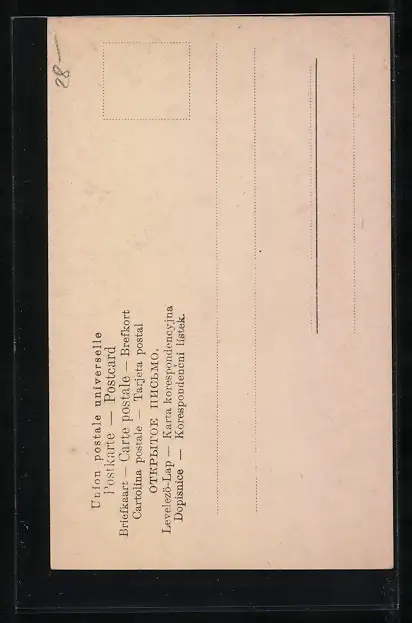 28 —
Union postale universelle
Postkarte — Postcard
Briefkaart — Carte postale — Brefkort
Cartolina postale — Tarjeta postal
ОТКРЫТОЕ ПИСЬМО.
Levelező-Lap — Karta korespondencyjna
Dopisnice — Korespondenční lístek.